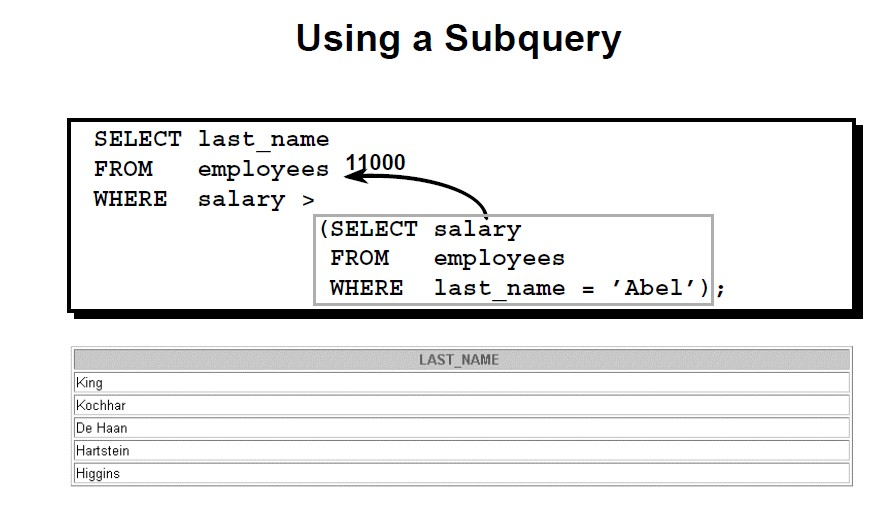 Using a Subquery
SELECT last_name
FROM employees 11000
WHERE salary >
(SELECT salary
FROM employees
WHERE last_name = ’Abel’);
LAST_NAME
King
Kochhar
De Haan
Hartstein
Higgins